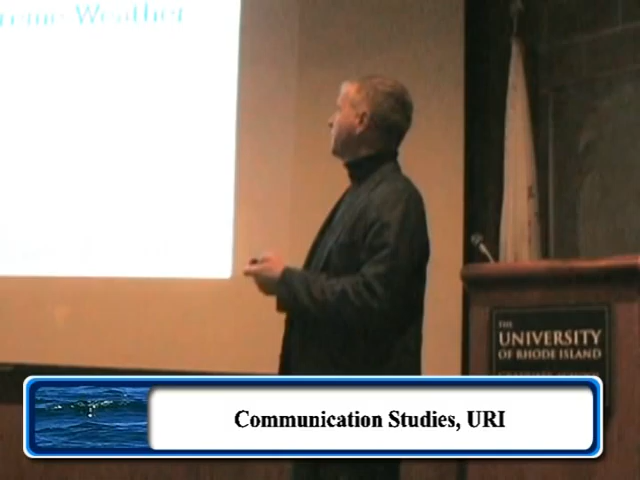 Weather
THE
UNIVERSITY
OF RHODE ISLAND
Communication Studies, URI